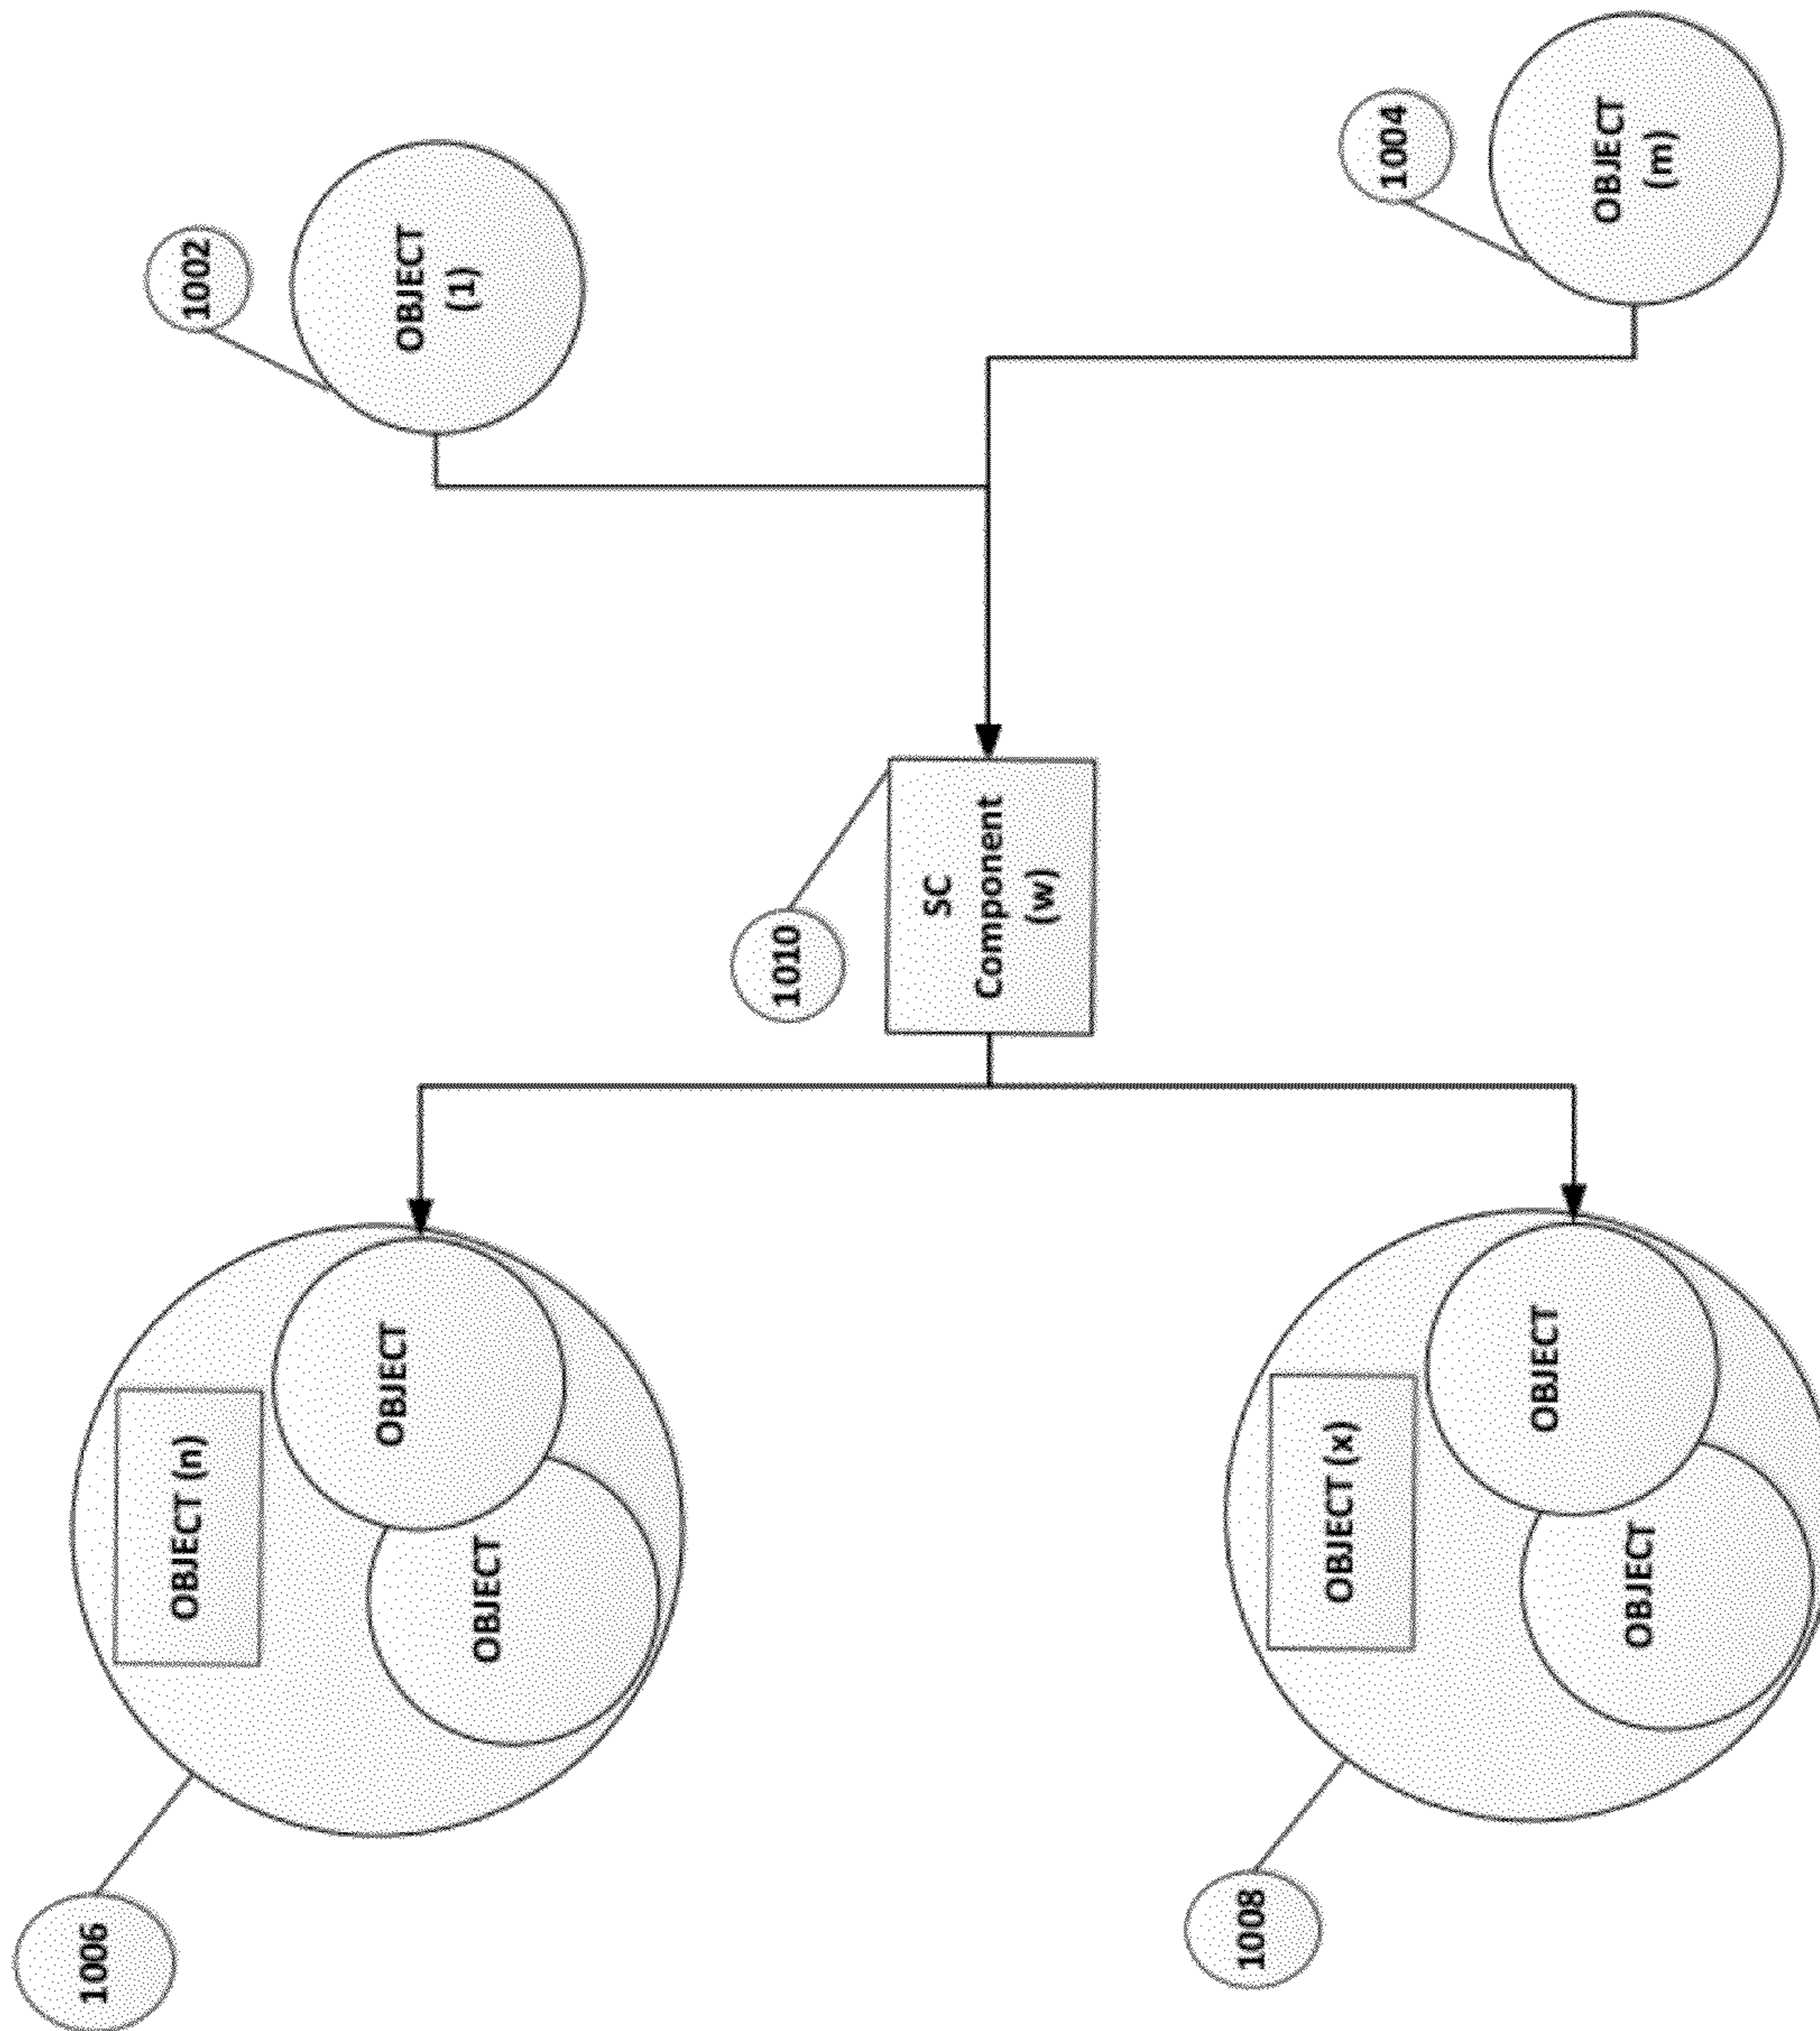 1006
OBJECT (n)
OBJECT
OBJECT
1002
OBJECT
(1)
1010
SC
Component
(w)
1008
OBJECT (x)
OBJECT
OBJECT
1004
OBJECT
(m)